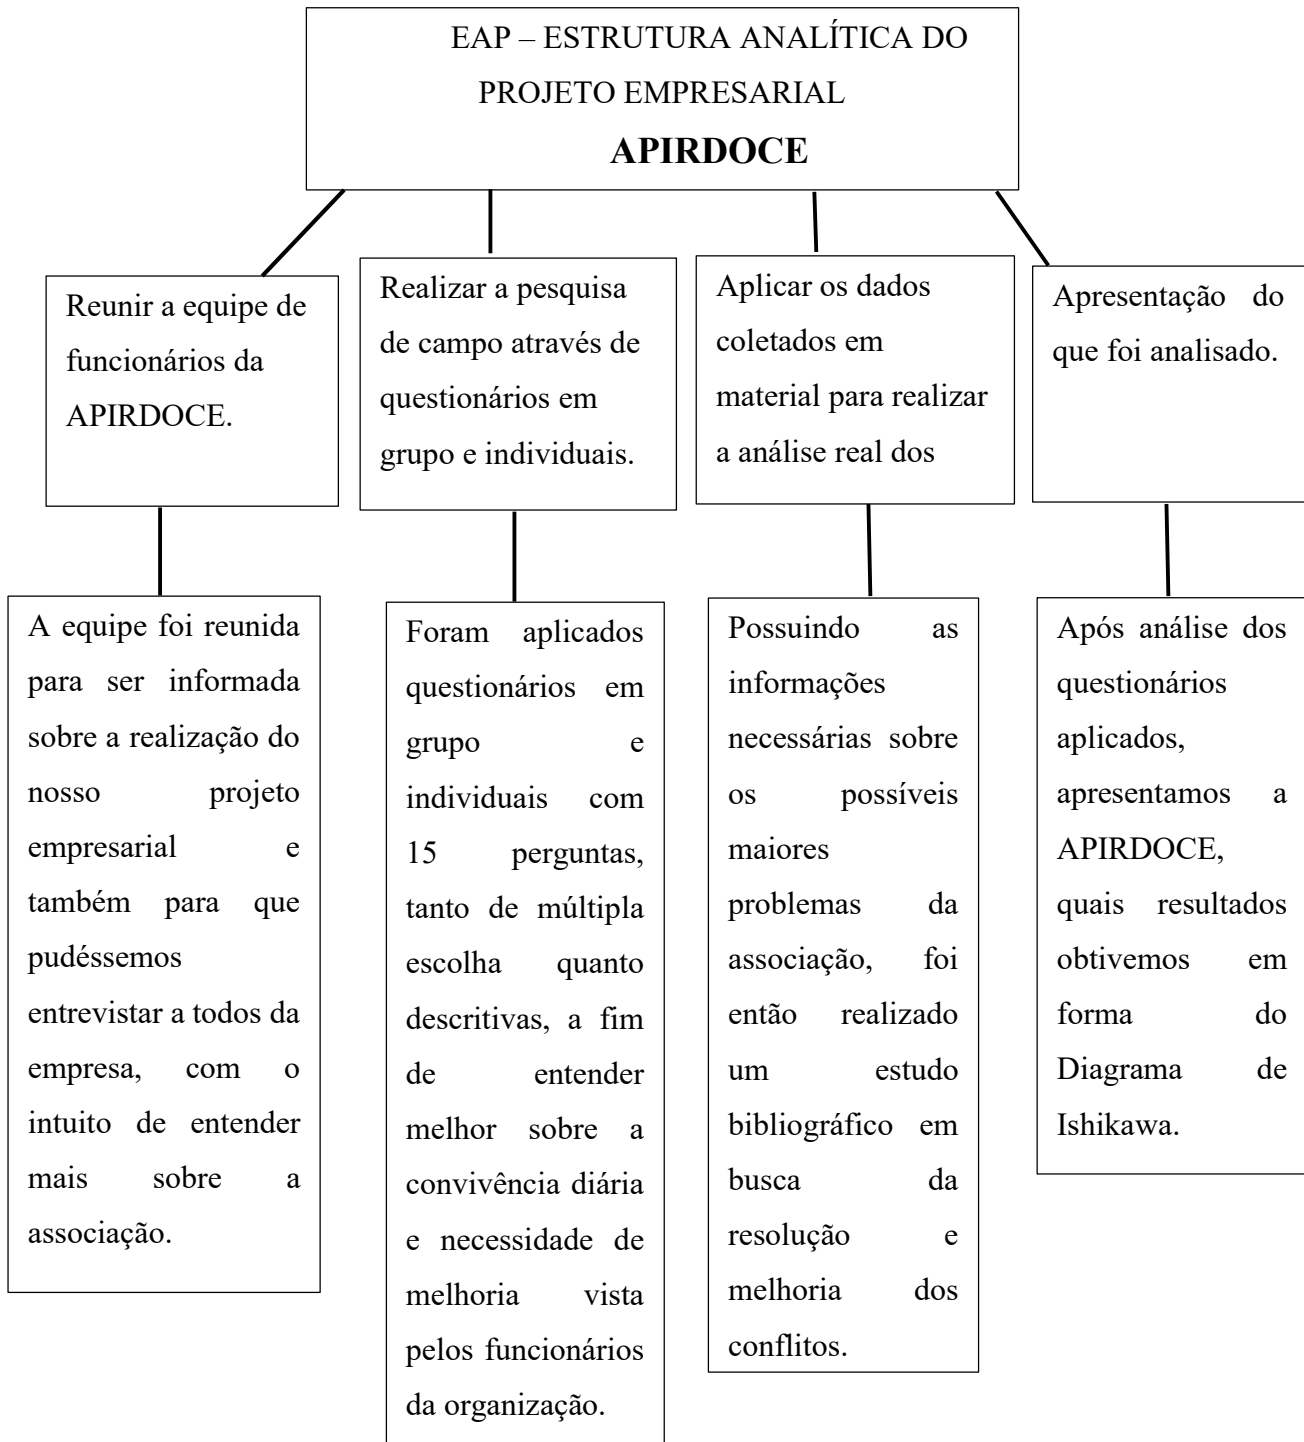 EAP – ESTRUTURA ANALÍTICA DO
PROJETO EMPRESARIAL
APIRDOCE
Reunir a equipe de
funcionários da
APIRDOCE.
Realizar a pesquisa
de campo através de
questionários em
grupo e individuais.
Aplicar os dados
coletados em
material para realizar
a análise real dos
Apresentação do
que foi analisado.
A equipe foi reunida
para ser informada
sobre a realização do
nosso projeto
empresarial e
também para que
pudéssemos
entrevistar a todos da
empresa, com o
intuito de entender
mais sobre a
associação.
Foram aplicados
questionários em
grupo e
individuais com
15 perguntas,
tanto de múltipla
escolha quanto
descritivas, a fim
de entender
melhor sobre a
convivência diária
e necessidade de
melhoria vista
pelos funcionários
da organização.
Possuindo as
informações
necessárias sobre
os possíveis
maiores
problemas da
associação, foi
então realizado
um estudo
bibliográfico em
busca da
resolução e
melhoria dos
conflitos.
Após análise dos
questionários
aplicados,
apresentamos a
APIRDOCE,
quais resultados
obtivemos em
forma do
Diagrama de
Ishikawa.